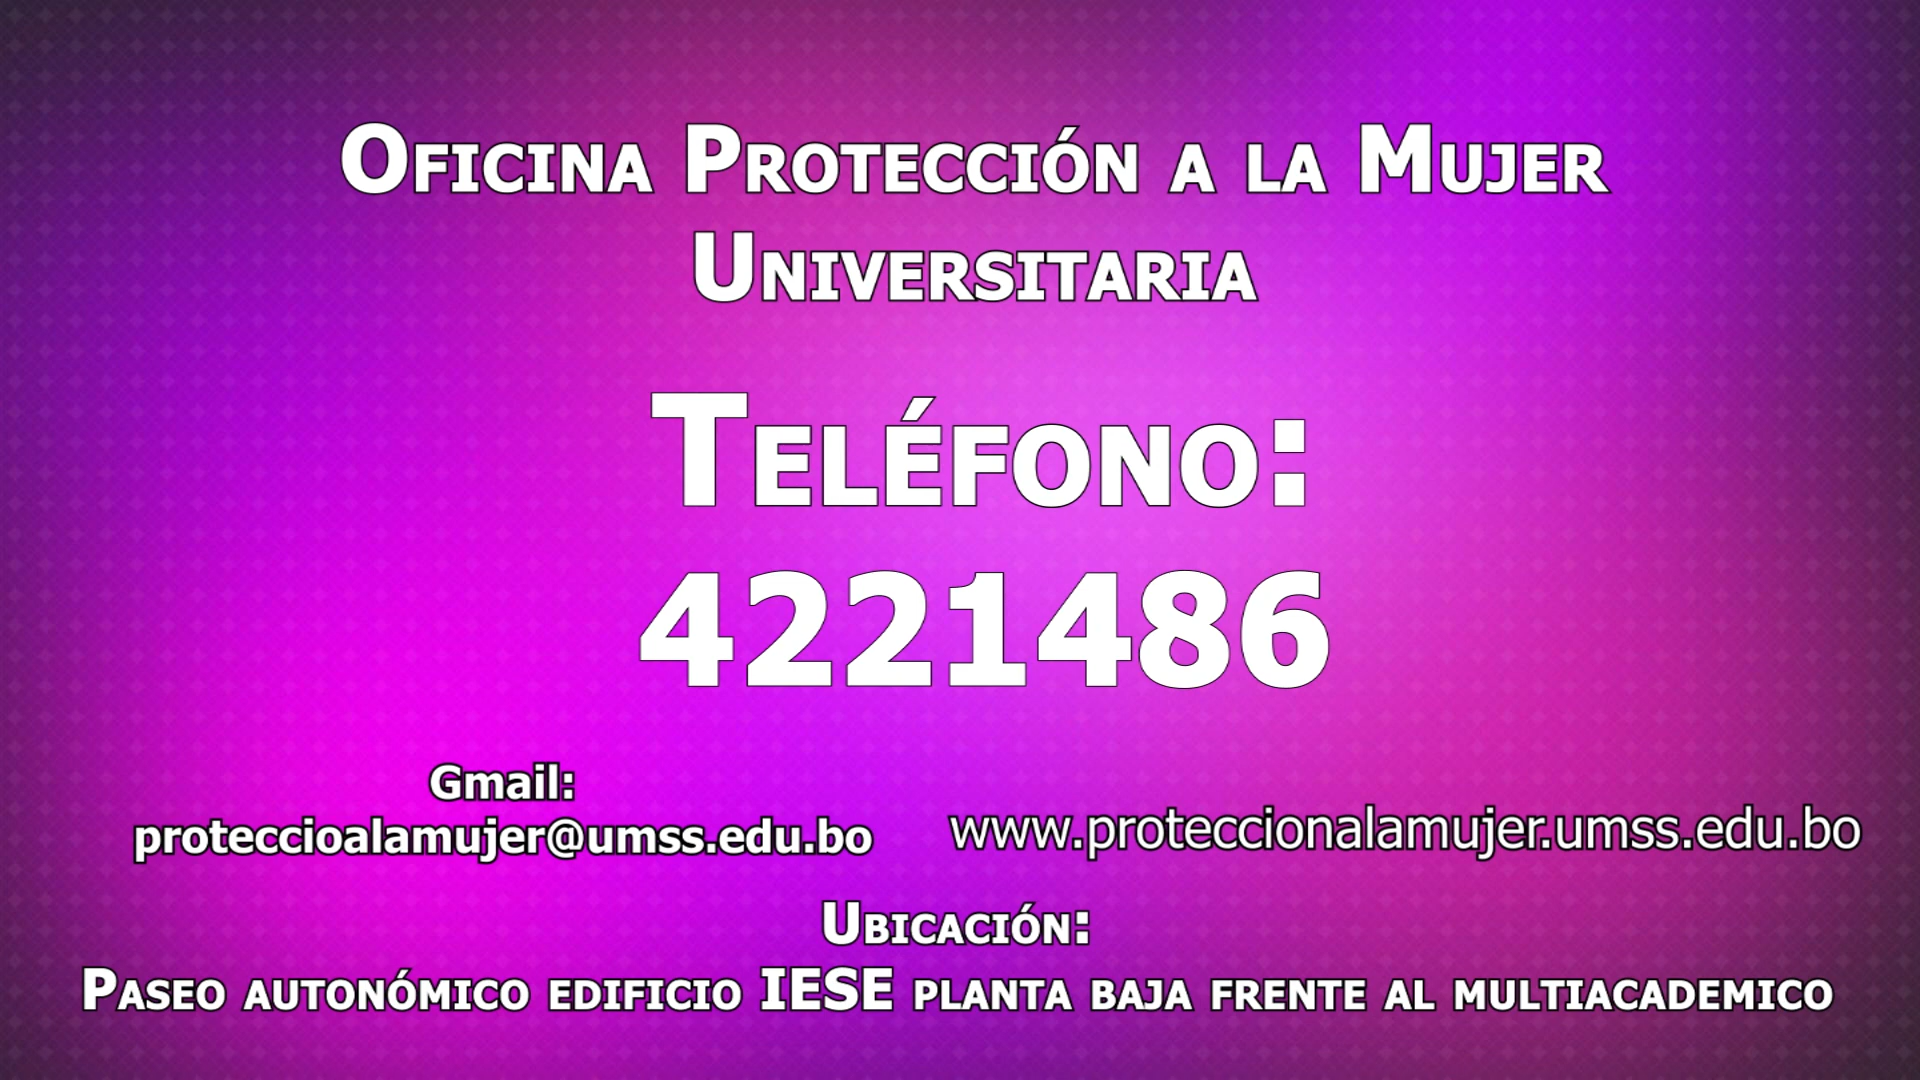 Oficina Protección a la Mujer
Universitaria
Teléfono:
4221486
Gmail:
proteccioalamujer@umss.edu.bo
www.proteccionalamujer.umss.edu.bo
Ubicación:
Paseo autonómico edificio IESE planta baja frente al multiacademico